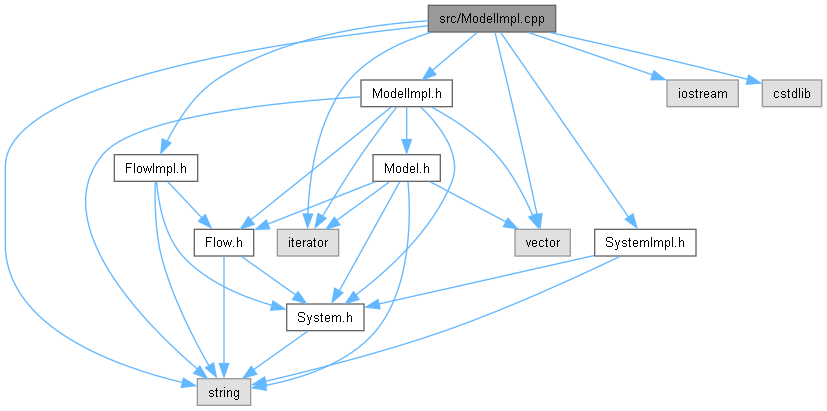 src/ModelImpl.cpp
ModelImpl.h
iostream
cstdlib
FlowImpl.h
Model.h
Flow.h
iterator
vector
SystemImpl.h
System.h
string